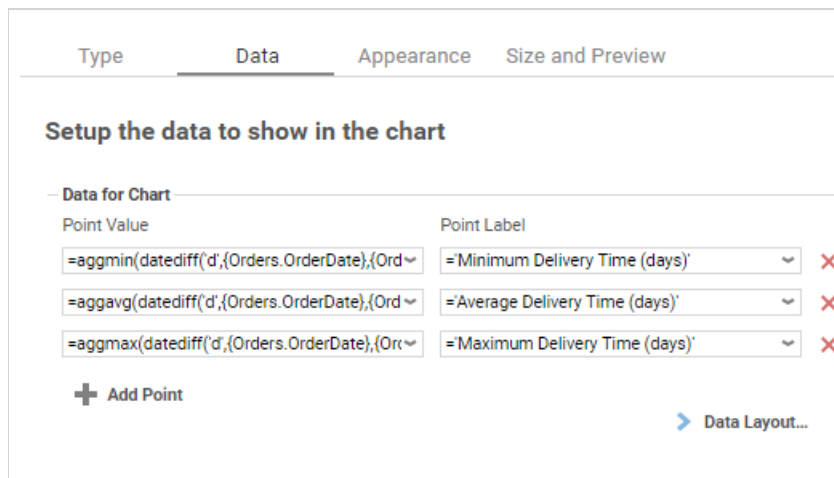 Type Data Appearance Size and Preview
Setup the data to show in the chart
Data for Chart
Point Value Point Label
=aggmin(datediff('d',{Orders.OrderDate},{Ord ='Minimum Delivery Time (days)'
=aggavg(datediff('d',{Orders.OrderDate},{Ord ='Average Delivery Time (days)'
=aggmax(datediff('d',{Orders.OrderDate},{Orc ='Maximum Delivery Time (days)'
Add Point
Data Layout...